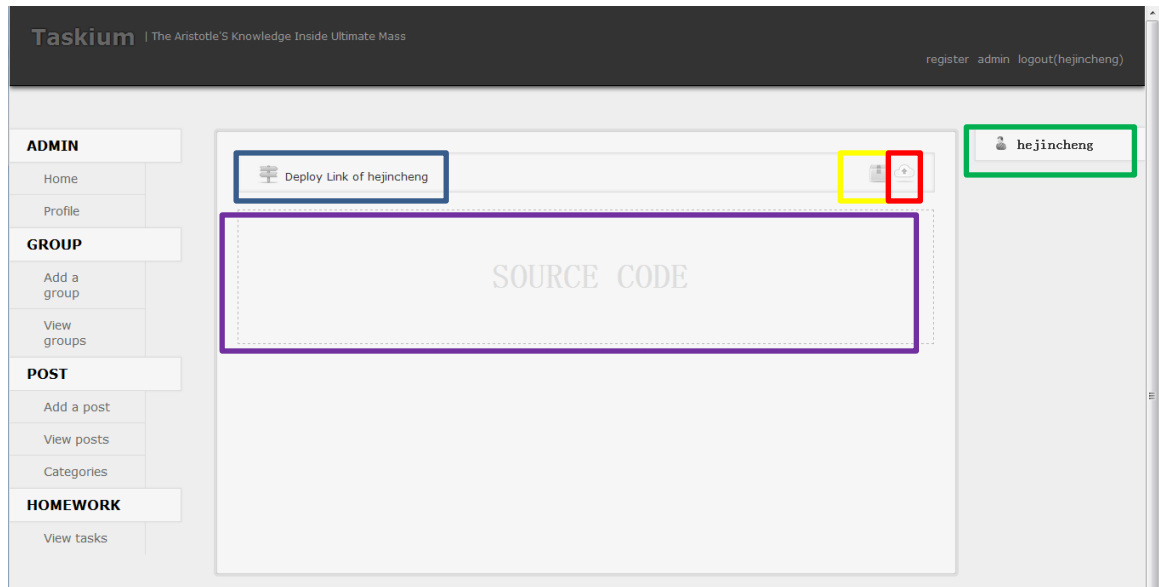 Taskium | The Aristotle'S Knowledge Inside Ultimate Mass
register admin logout(hejincheng)
ADMIN
Home
Profile
GROUP
Add a
group
View
groups
POST
Add a post
View posts
Categories
HOMEWORK
View tasks
Deploy Link of hejincheng
SOURCE CODE
hejincheng